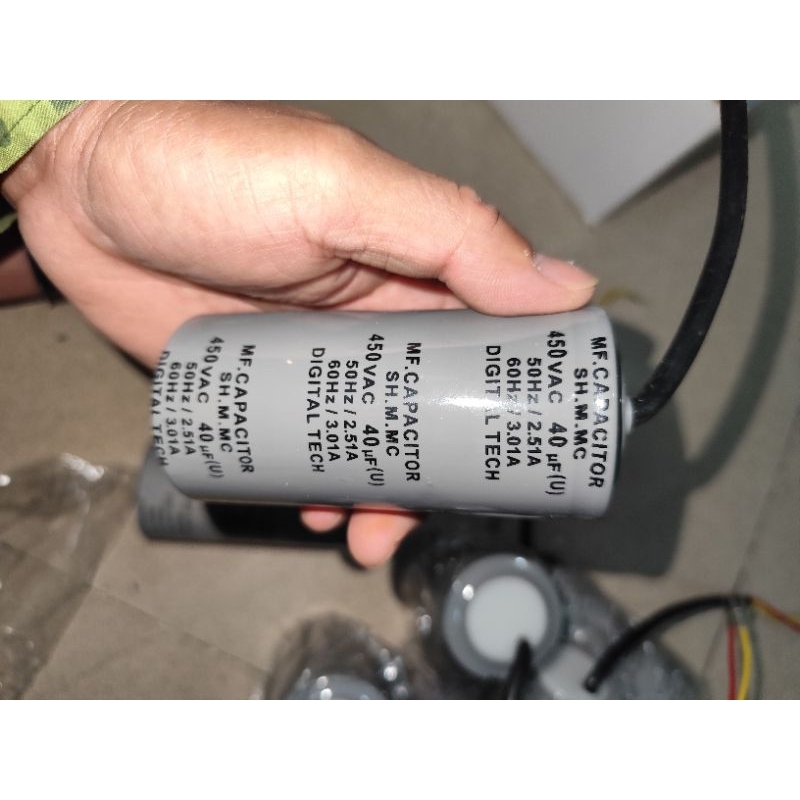 MF.CAPACITOR
SH.M.MC
450VAC 40µF(U)
50Hz / 2.51A
60Hz / 3.01A
DIGITAL TECH
MF.CAPACITOR
SH.M.MC
450VAC 40µF(U)
50Hz / 2.51A
60Hz / 3.01A
DIGITAL TECH
MF.CAPACITOR
SH.M.MC
450VAC 40µF(U)
50Hz / 2.51A
60Hz / 3.01A
DIGITAL TECH